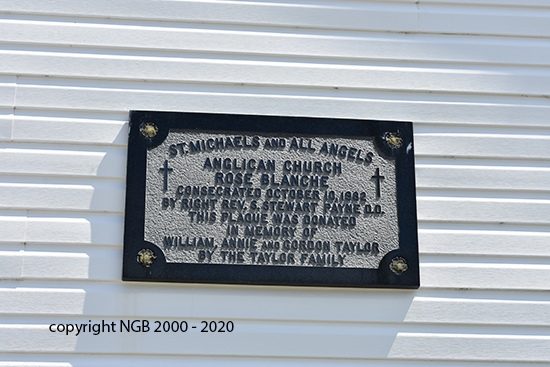 ST. MICHAELS AND ALL ANGELS
ANGLICAN CHURCH
ROSE BLANCHE
CONSECRATED OCTOBER 10, 1982
BY RIGHT REV. S. STEWART PAYNE D.D.
THIS PLAQUE WAS DONATED
IN MEMORY OF
WILLIAM, ANNIE AND GORDON TAYLOR
BY THE TAYLOR FAMILY
copyright NGB 2000 - 2020